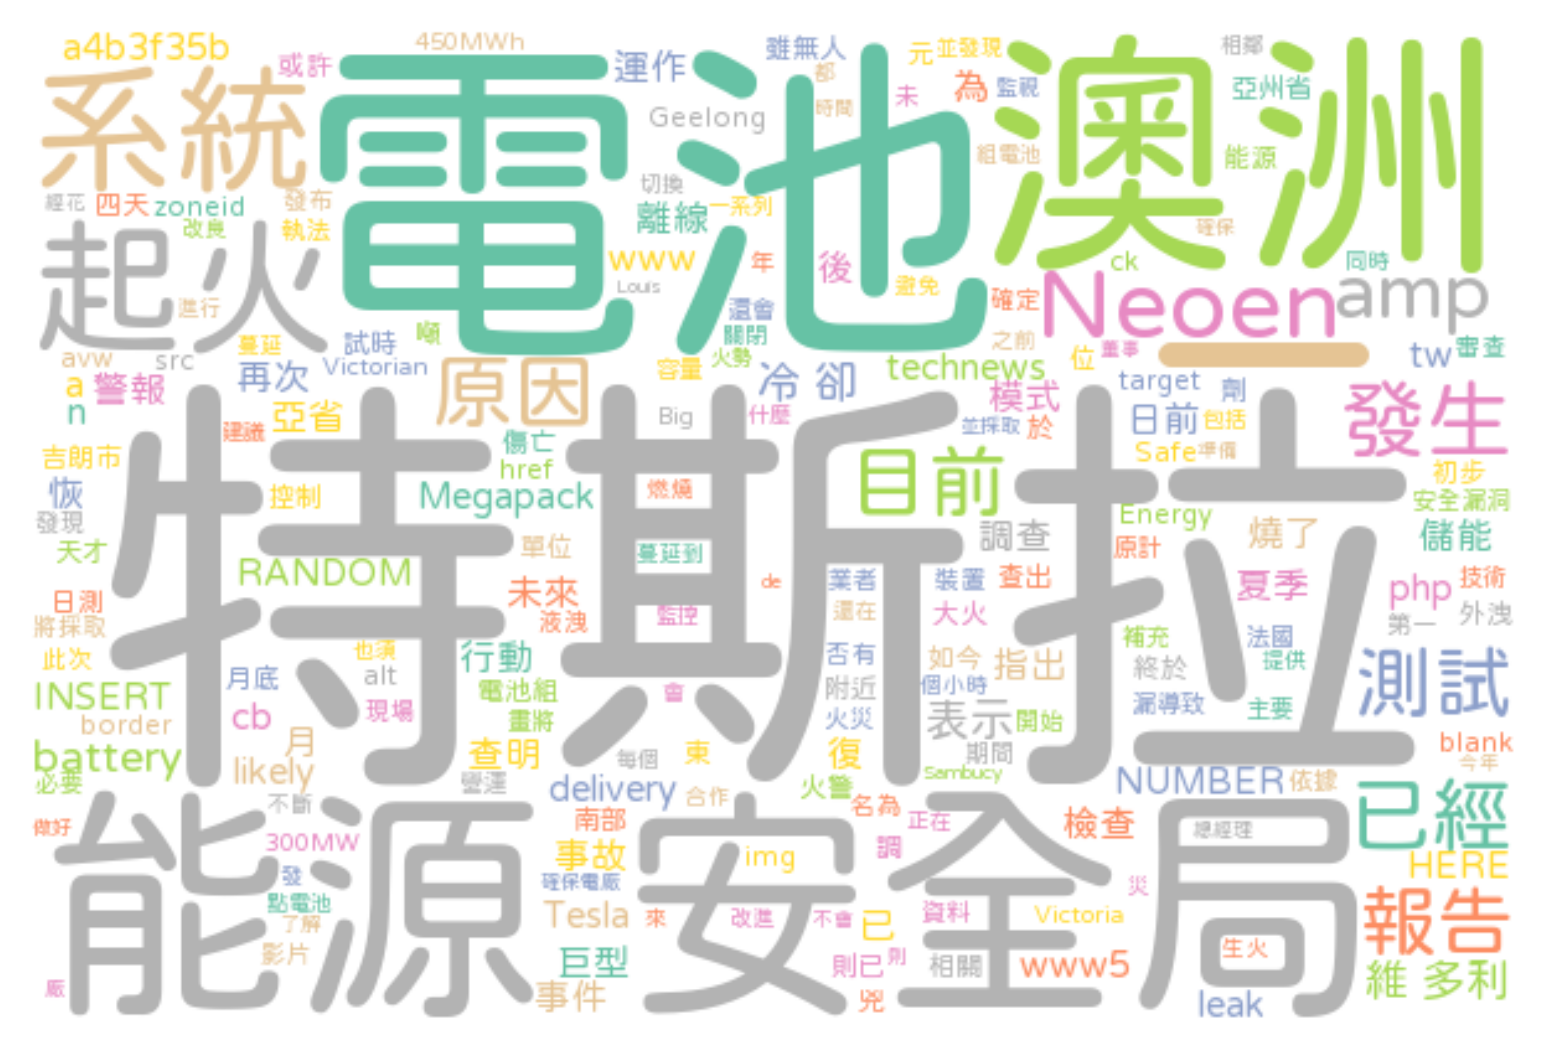 a4b3f35b
450MWh
或許
運作
雖無人
元
並發現
相鄰
系統
電池
澳洲
都
時間
未
為
監視
亞州省
Geelong
組電池
能源
切換
經花
四天
zoneid
發布
離線
一系列
改良
執法
確保
起火
www
年
後
ck
同時
Louis
避免
確定
Neoen
amp
進行
還會
噸
關閉
之前
蔓延
試時
火勢
董事
審查
avw
src
Victorian
容量
technews
位
tw
警報
a
再次
原因
冷卻
模式
target
劑
n
亞省
Big
什麼
並採取
於
日前
包括
發生
建議
傷亡
Safe
準備
特斯拉
吉朗市
href
目前
初步
恢
控制
Megapack
燃燒
安全漏洞
發現
Energy
天才
單位
蔓延到
調查
原計
燒了
儲能
RANDOM
de
業者
裝置
查出
夏季
php
技術
日測
未來
監控
還在
大火
外洩
將採取
液洩
第一
補充
法國
此次
也須
行動
否有
如今
指出
終於
提供
測試
月底
alt
INSERT
電池組
會
附近
個小時
漏導致
主要
border
cb
現場
畫將
火災
表示
開始
月
查明
每個
東
復
期間
blank
battery
likely
營運
Sambucy
今年
必要
delivery
合作
火警
NUMBER
依據
不斷
名為
已經
做好
300MW
南部
正在
檢查
總經理
能源安全局
事故
img
調
HERE
發
確保電廠
災
點電池
Tesla
來
改進
不會
已
資料
Victoria
報告
了解
影片
巨型
則已
則
相關
www5
生火
維多利
廠
事件
兇
leak